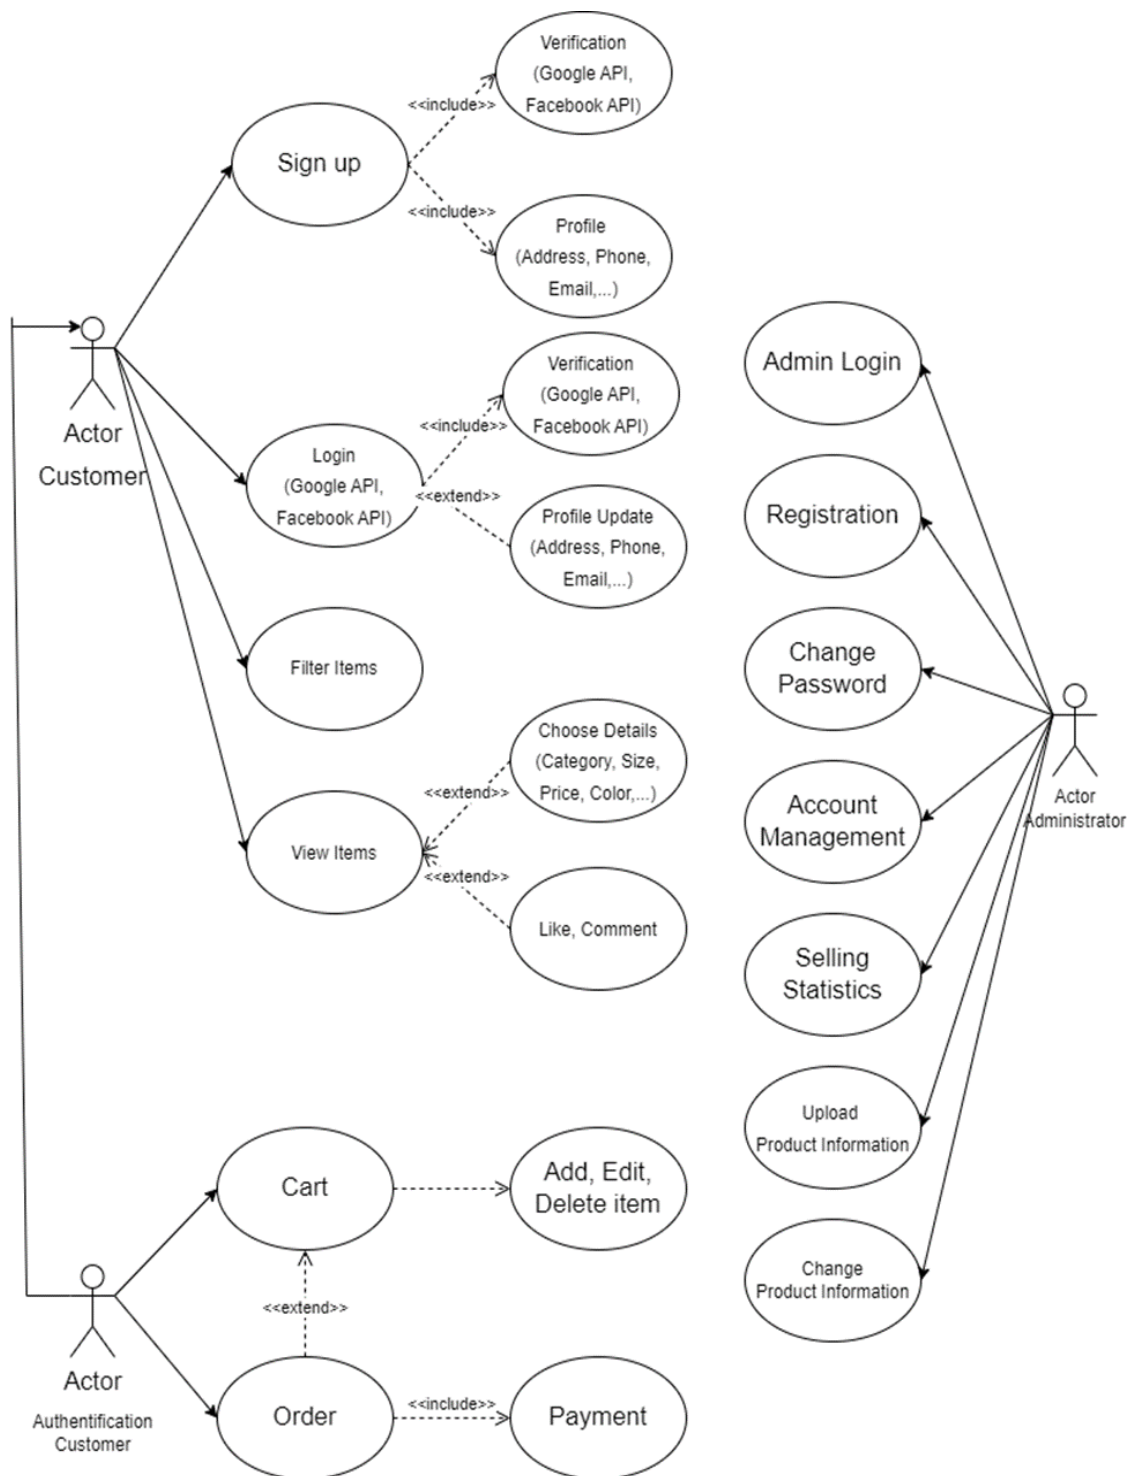 Verification
(Google API,
Facebook API)
<<include>>
Sign up
<<include>>
Profile
(Address, Phone,
Email,...)
Actor
Customer
Verification
(Google API,
Facebook API)
<<include>>
Login
(Google API,
Facebook API)
<<extend>>
Profile Update
(Address, Phone,
Email,...)
Filter Items
Choose Details
(Category, Size,
Price, Color,...)
<<extend>>
View Items
<<extend>>
Like, Comment
Admin Login
Registration
Change
Password
Account
Management
Selling
Statistics
Upload
Product Information
Change
Product Information
Actor
Administrator
Cart
Add, Edit,
Delete item
<<extend>>
Actor
Authentification
Customer
Order
<<include>>
Payment